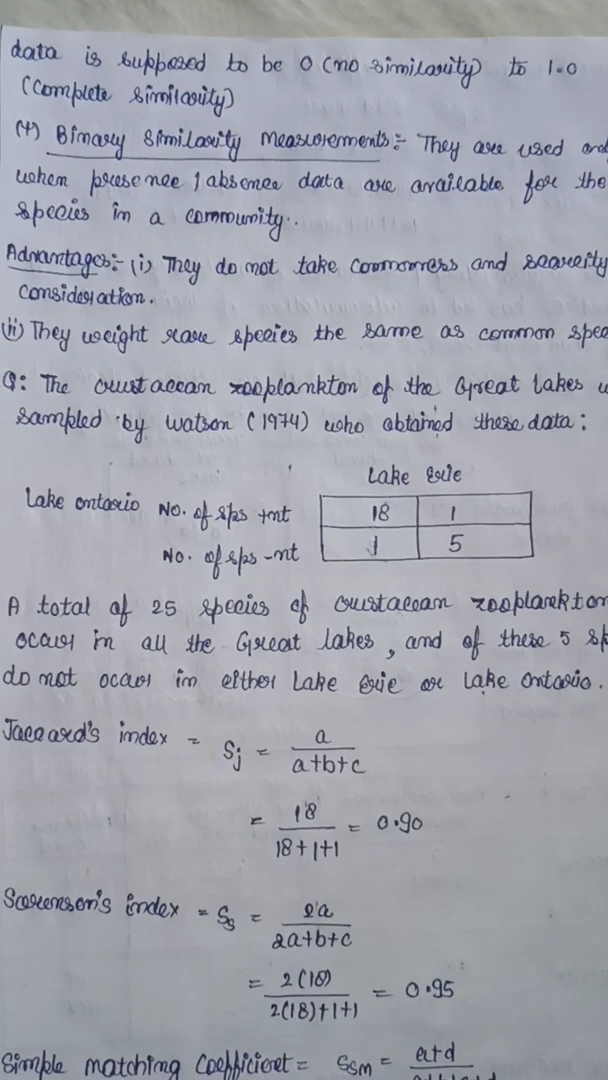 data is supposed to be 0 (no similarity) to 1.0
(complete similarity)
Binary similarity measurements:- They are used
when presence / absence data are available for the
species in a community.
Advantages:- (i) They do not take commonness and scarcity
consideration.
(ii) They weight rare species the same as common
Q: The crustacean zooplankton of the Great lakes
sampled by Watson (1974) who obtained these data:
Lake Erie
Lake ontario No. of sps +nt 18 1
No. of sps -nt 1 5
A total of 25 species of crustacean zooplankton
occur in all the Great lakes, and of these 5
do not occur in either Lake Erie or Lake Ontario.
Jaccard's index = Sj = a / a+b+c
= 18 / 18+1+1 = 0.90
Sorensen's index = Ss = 2a / 2a+b+c
= 2(18) / 2(18)+1+1 = 0.95
Simple matching coefficient = SSM = a+d